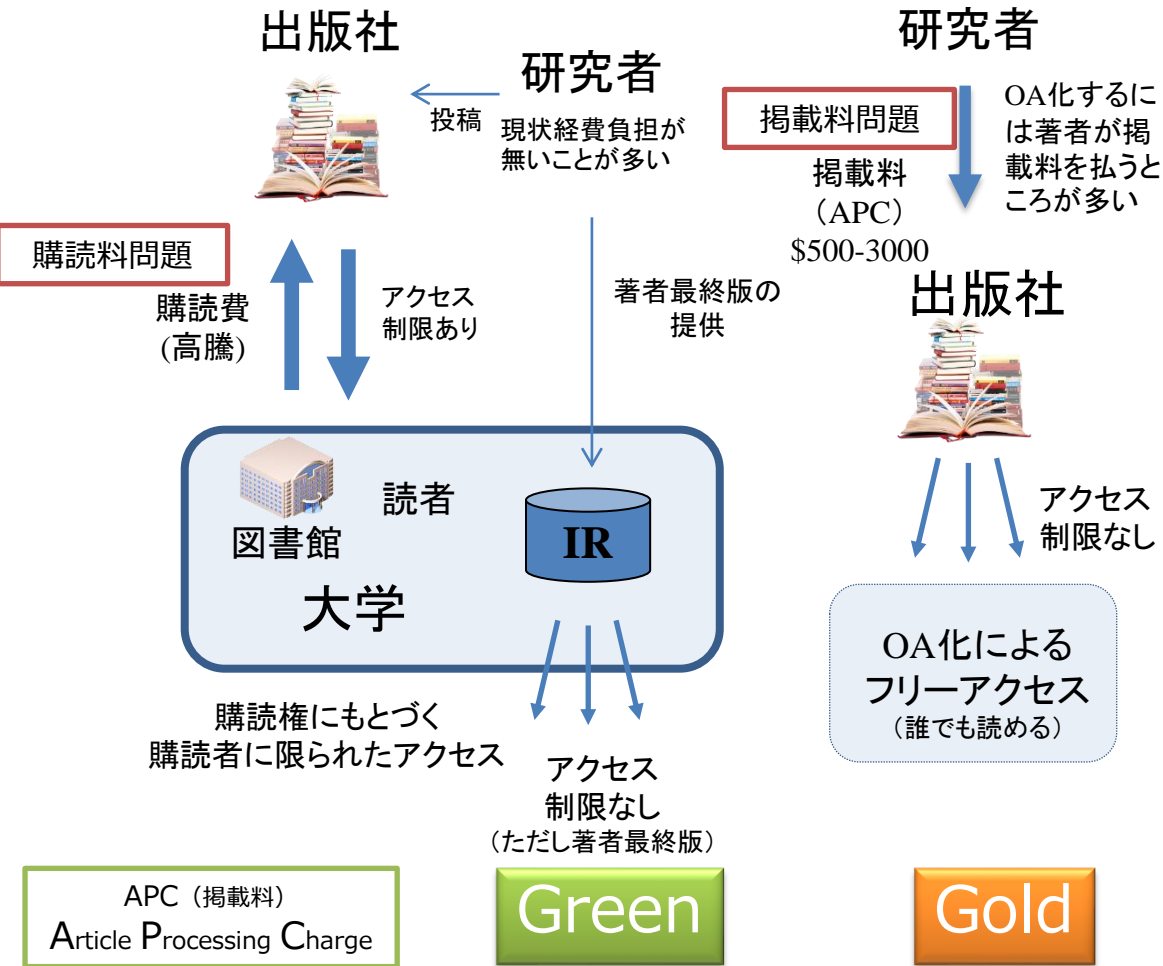 出版社
研究者
投稿
現状経費負担が
無いことが多い
購読料問題
購読費
(高騰)
アクセス
制限あり
著者最終版の
提供
図書館
読者
大学
IR
購読権にもとづく
購読者に限られたアクセス
アクセス
制限なし
（ただし著者最終版）
Green
研究者
掲載料問題
掲載料
（APC）
$500-3000
OA化するに
は著者が掲
載料を払うと
ころが多い
出版社
アクセス
制限なし
OA化による
フリーアクセス
（誰でも読める）
Gold
APC（掲載料）
Article Processing Charge